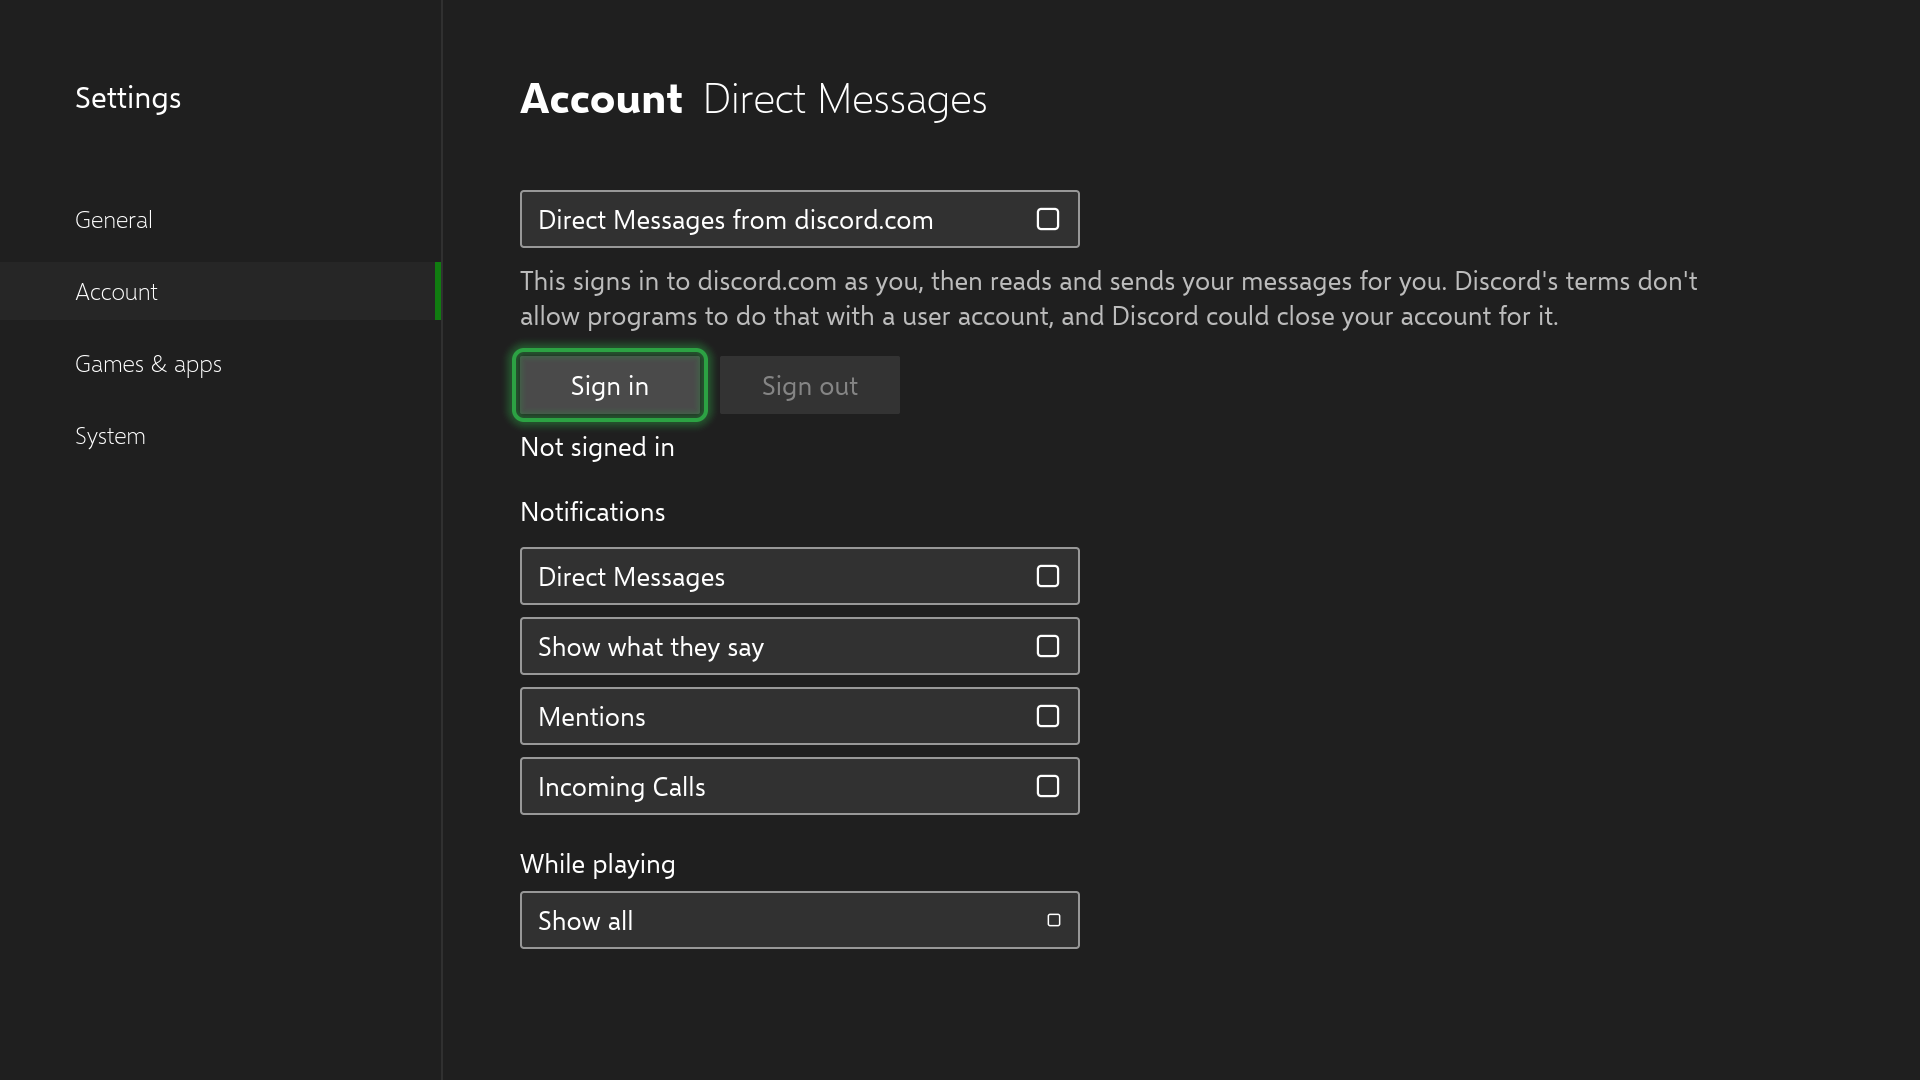 Settings
General
Account
Games & apps
System
Account Direct Messages
Direct Messages from discord.com
This signs in to discord.com as you, then reads and sends your messages for you. Discord's terms don't
allow programs to do that with a user account, and Discord could close your account for it.
Sign in
Sign out
Not signed in
Notifications
Direct Messages
Show what they say
Mentions
Incoming Calls
While playing
Show all